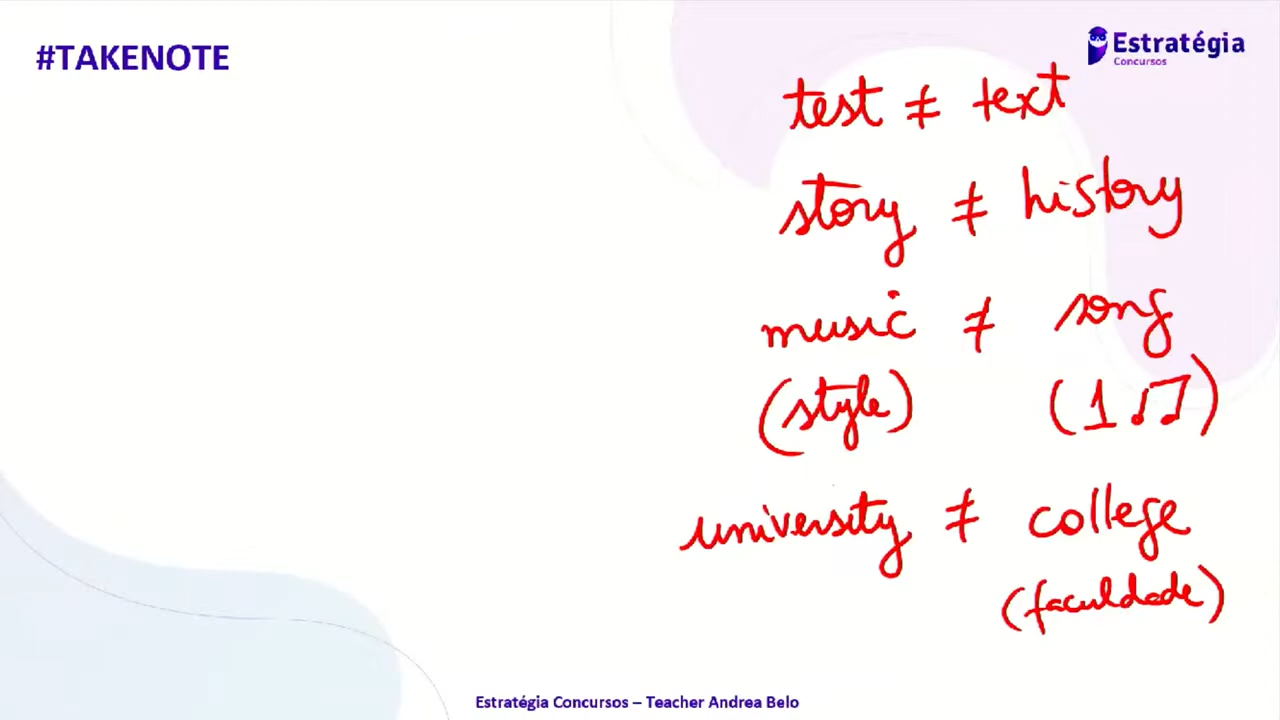 #TAKENOTE
Estratégia
Concursos
test ≠ text
story ≠ history
music ≠ song
(style) (1 ♪♫)
university ≠ college
(faculdade)
Estratégia Concursos – Teacher Andrea Belo